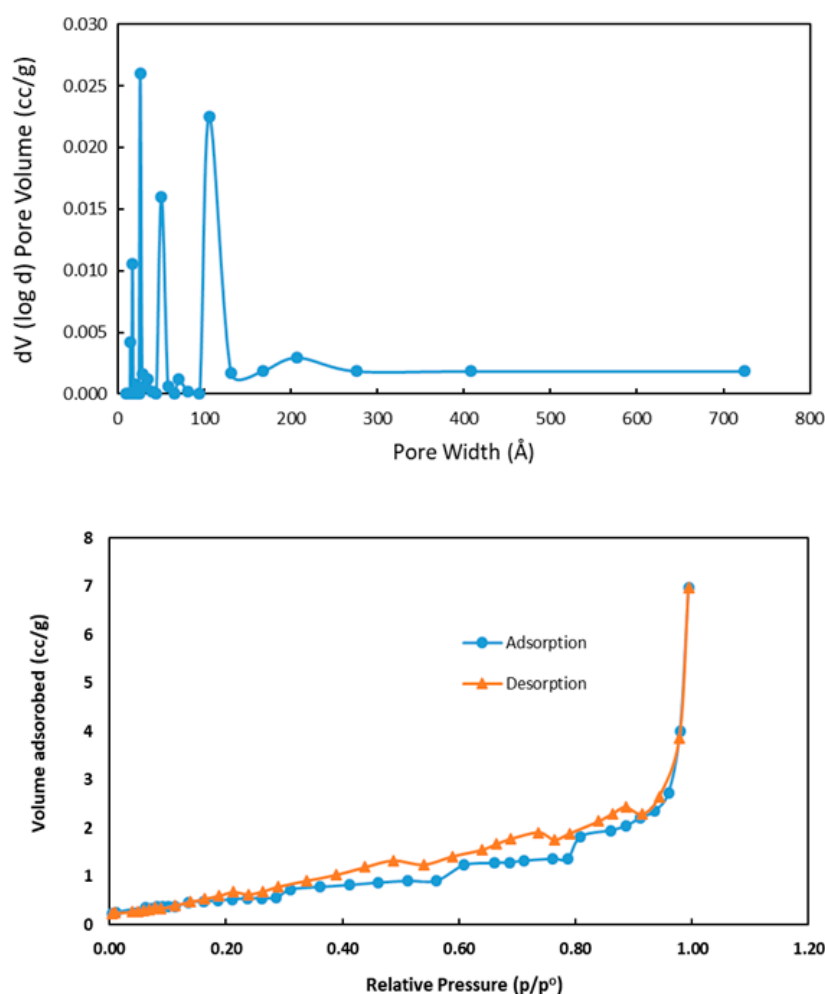 dV (log d) Pore Volume (cc/g)
0.030
0.025
0.020
0.015
0.010
0.005
0.000
0 100 200 300 400 500 600 700 800
Pore Width (Å)
Volume adsorobed (cc/g)
8
7
6
5
4
3
2
1
0
Adsorption
Desorption
0.00 0.20 0.40 0.60 0.80 1.00 1.20
Relative Pressure (p/pº)